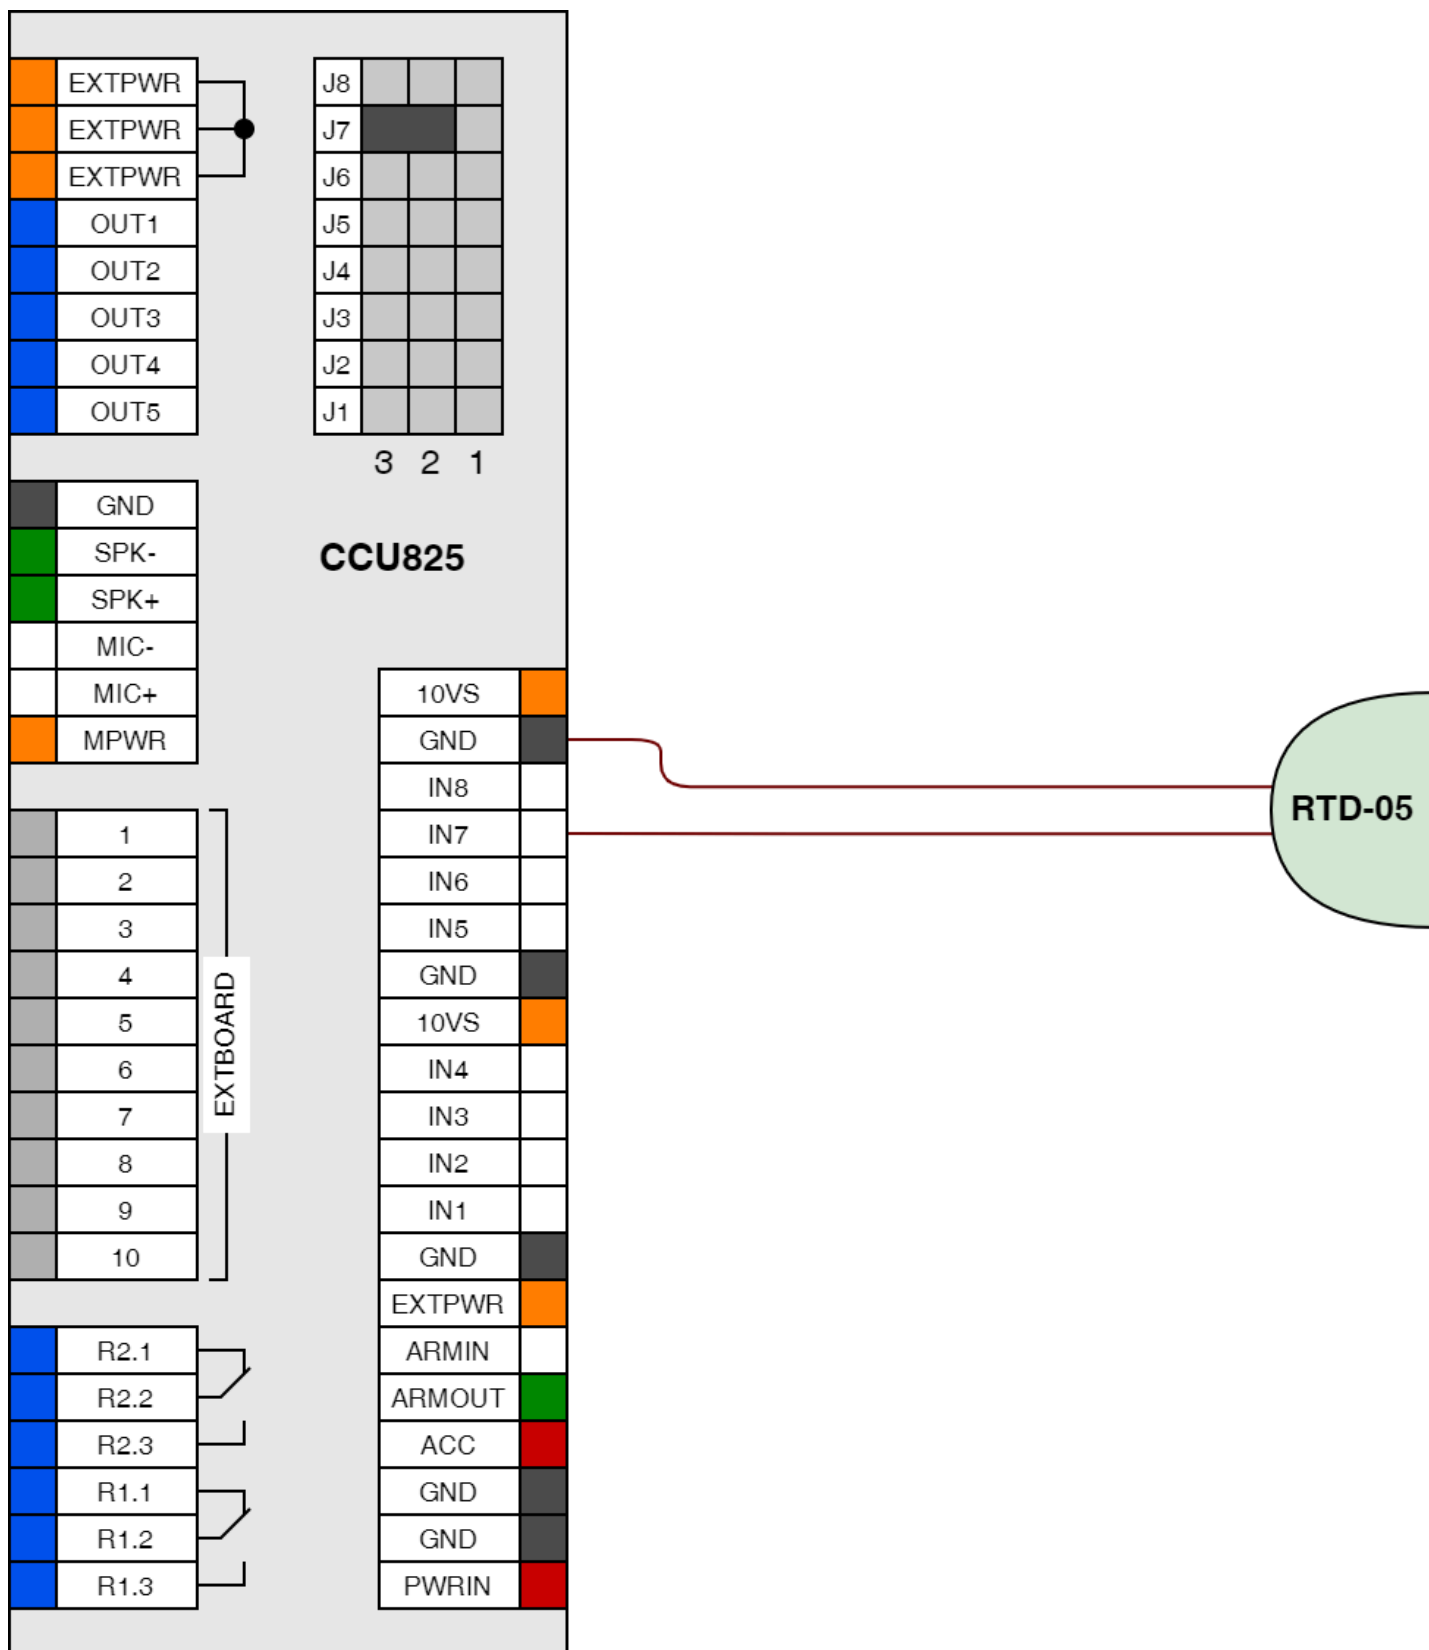 EXTPWR
EXTPWR
EXTPWR
OUT1
OUT2
OUT3
OUT4
OUT5
J8
J7
J6
J5
J4
J3
J2
J1
3 2 1
GND
SPK-
SPK+
MIC-
MIC+
MPWR
CCU825
1
2
3
4
5
6
7
8
9
10
EXTBOARD
R2.1
R2.2
R2.3
R1.1
R1.2
R1.3
10VS
GND
IN8
IN7
IN6
IN5
GND
10VS
IN4
IN3
IN2
IN1
GND
EXTPWR
ARMIN
ARMOUT
ACC
GND
GND
PWRIN
RTD-05